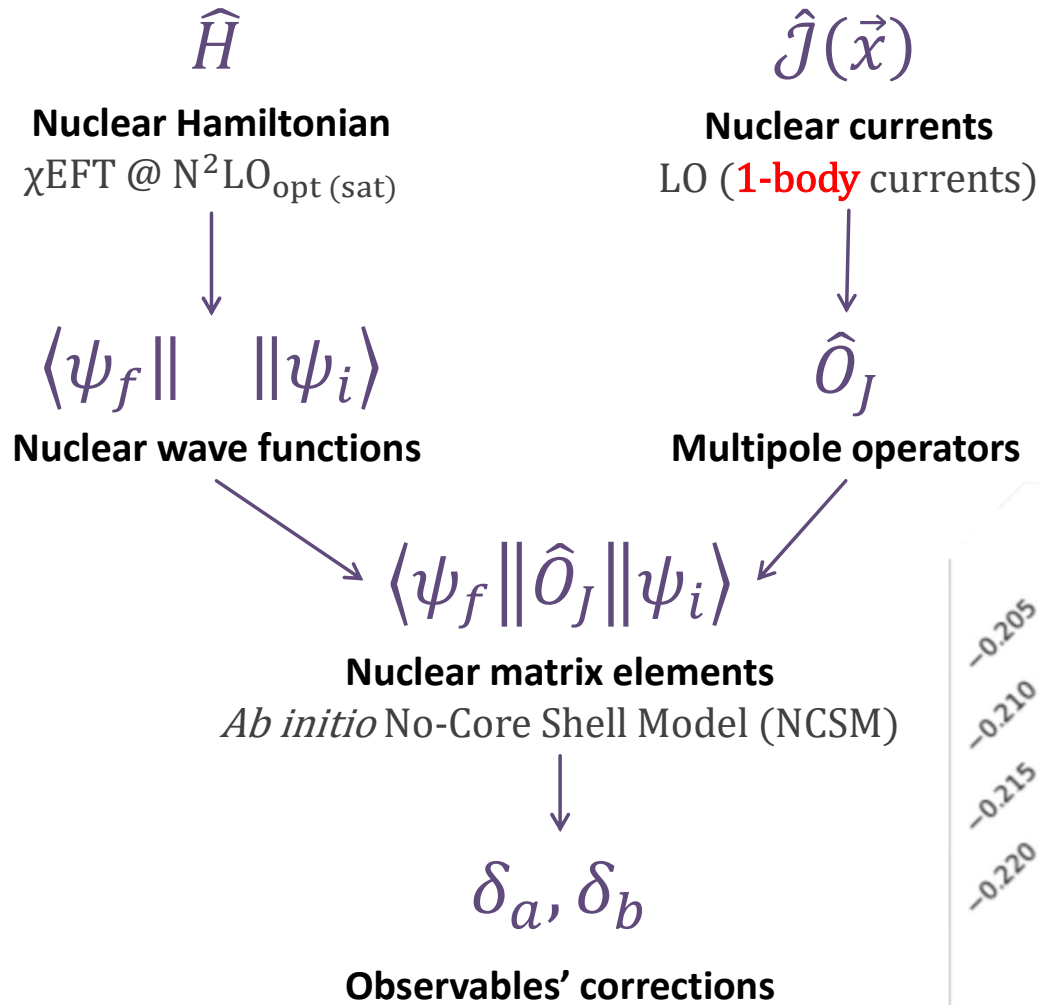 Ĥ
Nuclear Hamiltonian
χEFT @ N²LO_opt (sat)
𝒥̂(x⃗)
Nuclear currents
LO (1-body currents)
⟨ψ_f‖ ‖ψ_i⟩
Nuclear wave functions
Ô_J
Multipole operators
⟨ψ_f‖Ô_J‖ψ_i⟩
Nuclear matrix elements
Ab initio No-Core Shell Model (NCSM)
δ_a, δ_b
Observables’ corrections
−0.205
−0.210
−0.215
−0.220